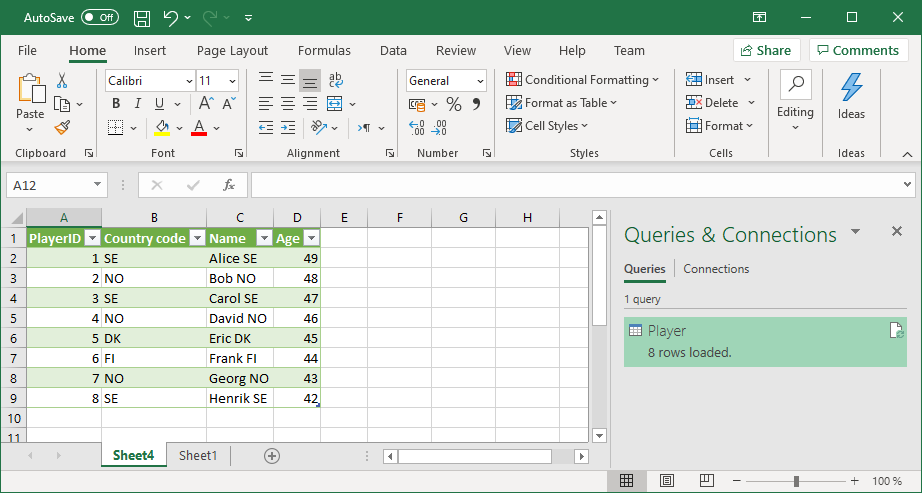 AutoSave Off
File Home Insert Page Layout Formulas Data Review View Help Team Share Comments
Paste
Clipboard
Calibri 11
B I U A A
A
Font
ab
Alignment
General
% ,
.00 .0
Number
Conditional Formatting
Format as Table
Cell Styles
Styles
Insert
Delete
Format
Cells
Editing
Ideas
Ideas
A12 fx
A B C D E F G H
1 PlayerID Country code Name Age
2 1 SE Alice SE 49
3 2 NO Bob NO 48
4 3 SE Carol SE 47
5 4 NO David NO 46
6 5 DK Eric DK 45
7 6 FI Frank FI 44
8 7 NO Georg NO 43
9 8 SE Henrik SE 42
10
11
Sheet4 Sheet1
Queries & Connections
Queries Connections
1 query
Player
8 rows loaded.
100 %